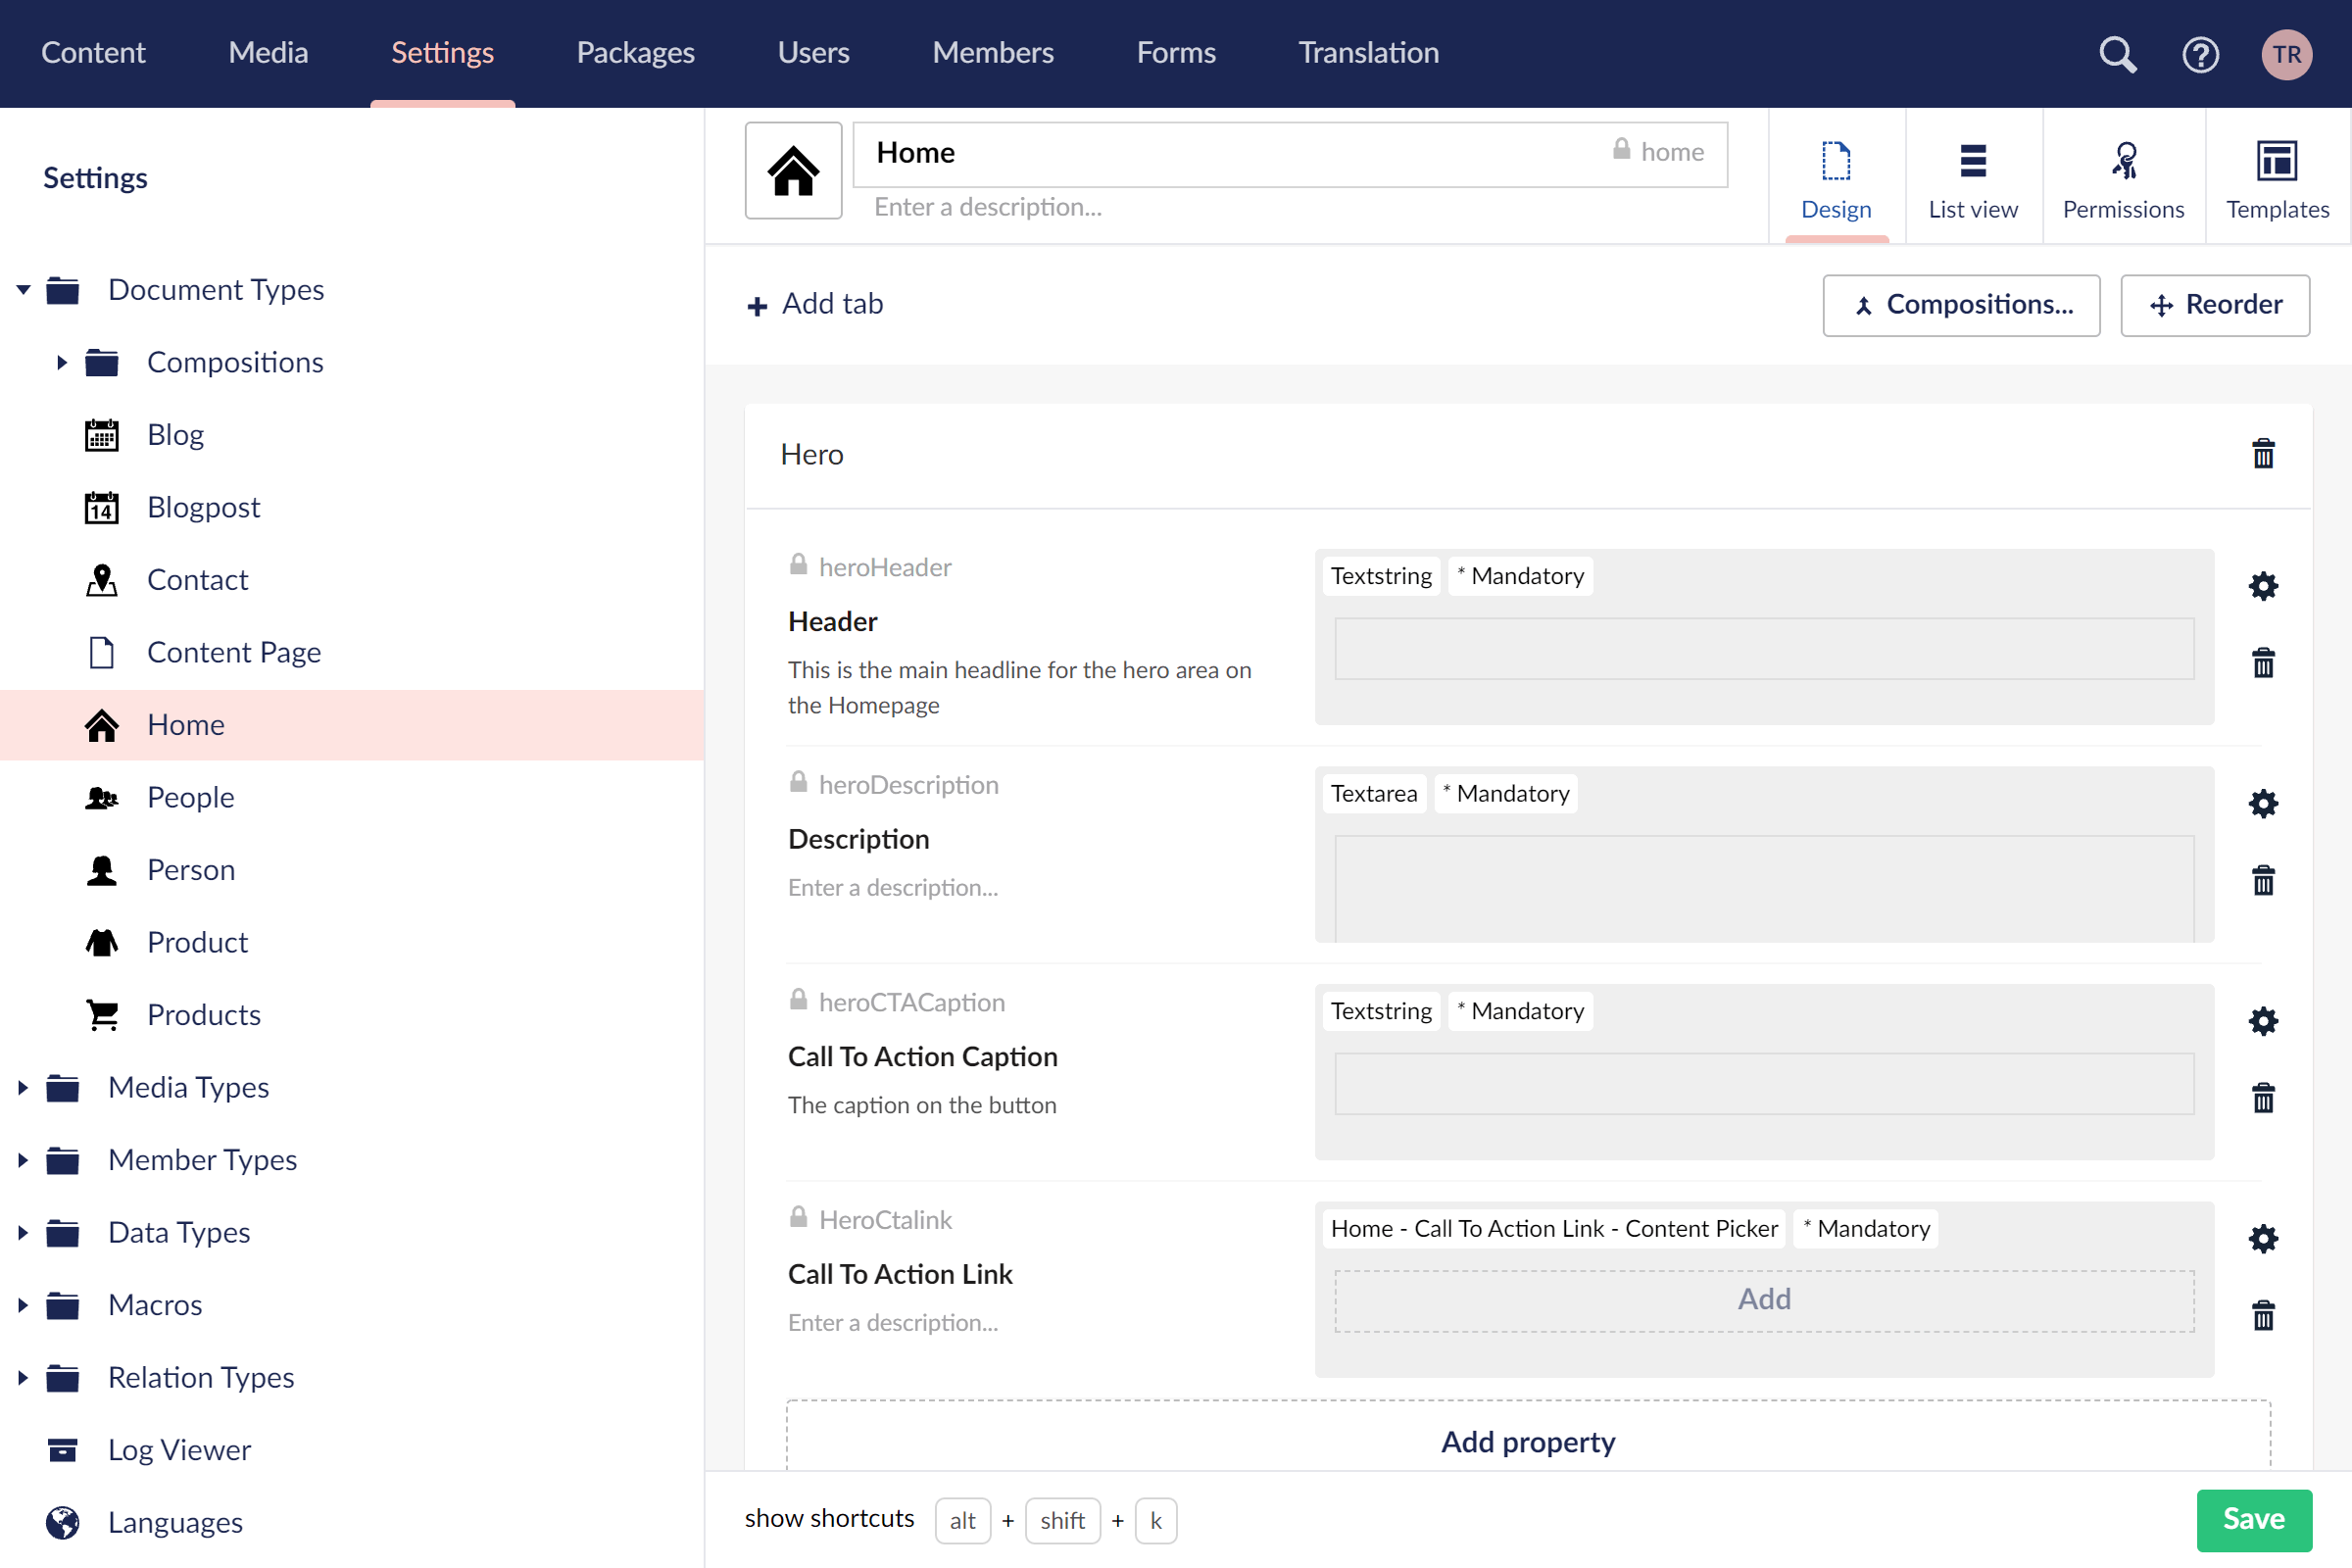 Content Media Settings Packages Users Members Forms Translation TR
Settings
Document Types
Compositions
Blog
14 Blogpost
Contact
Content Page
Home
People
Person
Product
Products
Media Types
Member Types
Data Types
Macros
Relation Types
Log Viewer
Languages
Home home
Enter a description...
Design List view Permissions Templates
Add tab Compositions... Reorder
Hero
heroHeader
Header
This is the main headline for the hero area on
the Homepage
Textstring * Mandatory
heroDescription
Description
Enter a description...
Textarea * Mandatory
heroCTACaption
Call To Action Caption
The caption on the button
Textstring * Mandatory
HeroCtalink
Call To Action Link
Enter a description...
Home - Call To Action Link - Content Picker * Mandatory
Add
Add property
show shortcuts alt + shift + k
Save